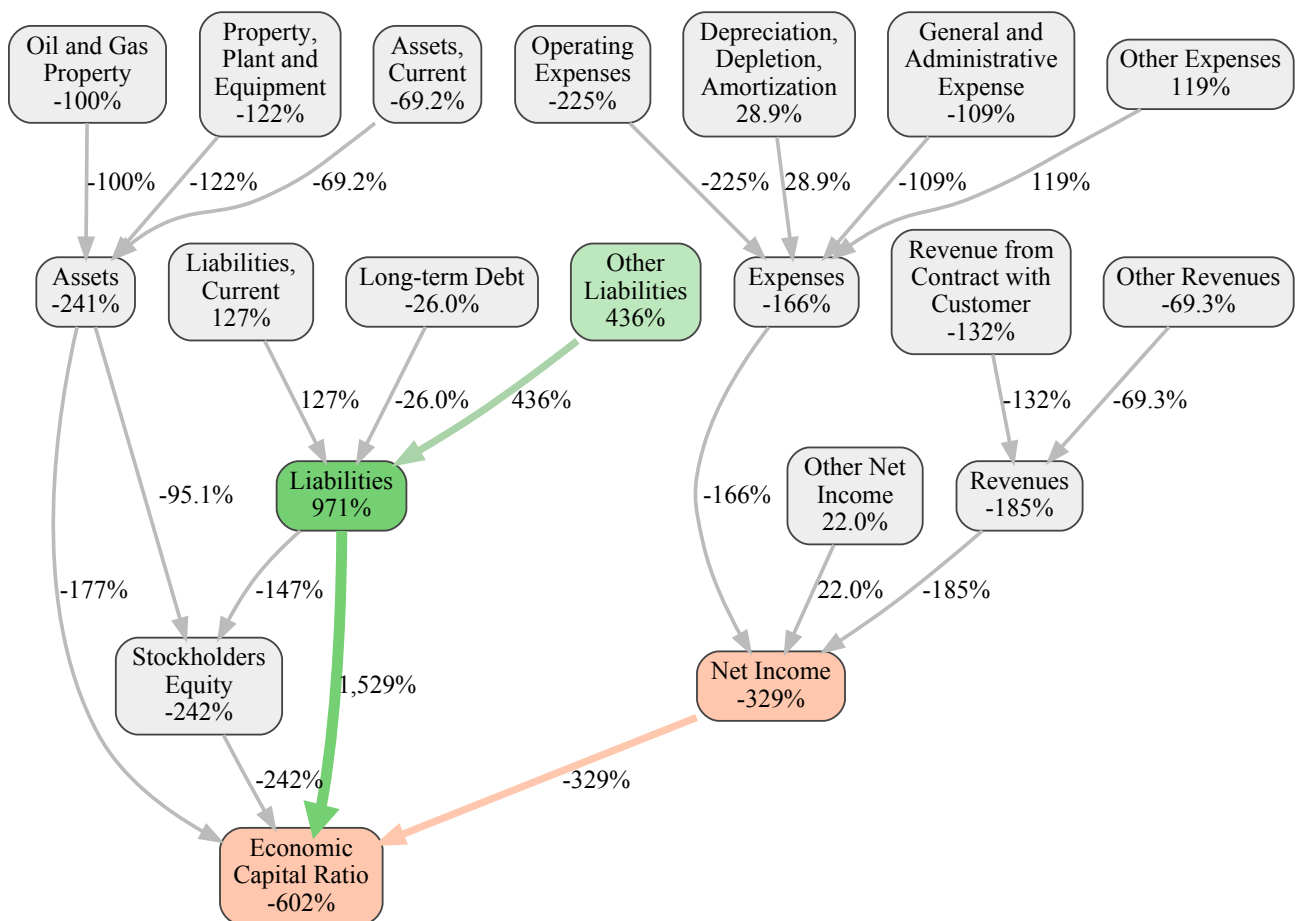 Oil and Gas
Property
-100%
Property,
Plant and
Equipment
-122%
Assets,
Current
-69.2%
Operating
Expenses
-225%
Depreciation,
Depletion,
Amortization
28.9%
General and
Administrative
Expense
-109%
Other Expenses
119%
-100%
-122%
-69.2%
-225%
28.9%
-109%
119%
Assets
-241%
Liabilities,
Current
127%
Long-term Debt
-26.0%
Other
Liabilities
436%
Expenses
-166%
Revenue from
Contract with
Customer
-132%
Other Revenues
-69.3%
127%
-26.0%
436%
-132%
-69.3%
-95.1%
Liabilities
971%
-166%
Other Net
Income
22.0%
Revenues
-185%
-177%
-147%
22.0%
-185%
Stockholders
Equity
-242%
1,529%
Net Income
-329%
-242%
-329%
Economic
Capital Ratio
-602%